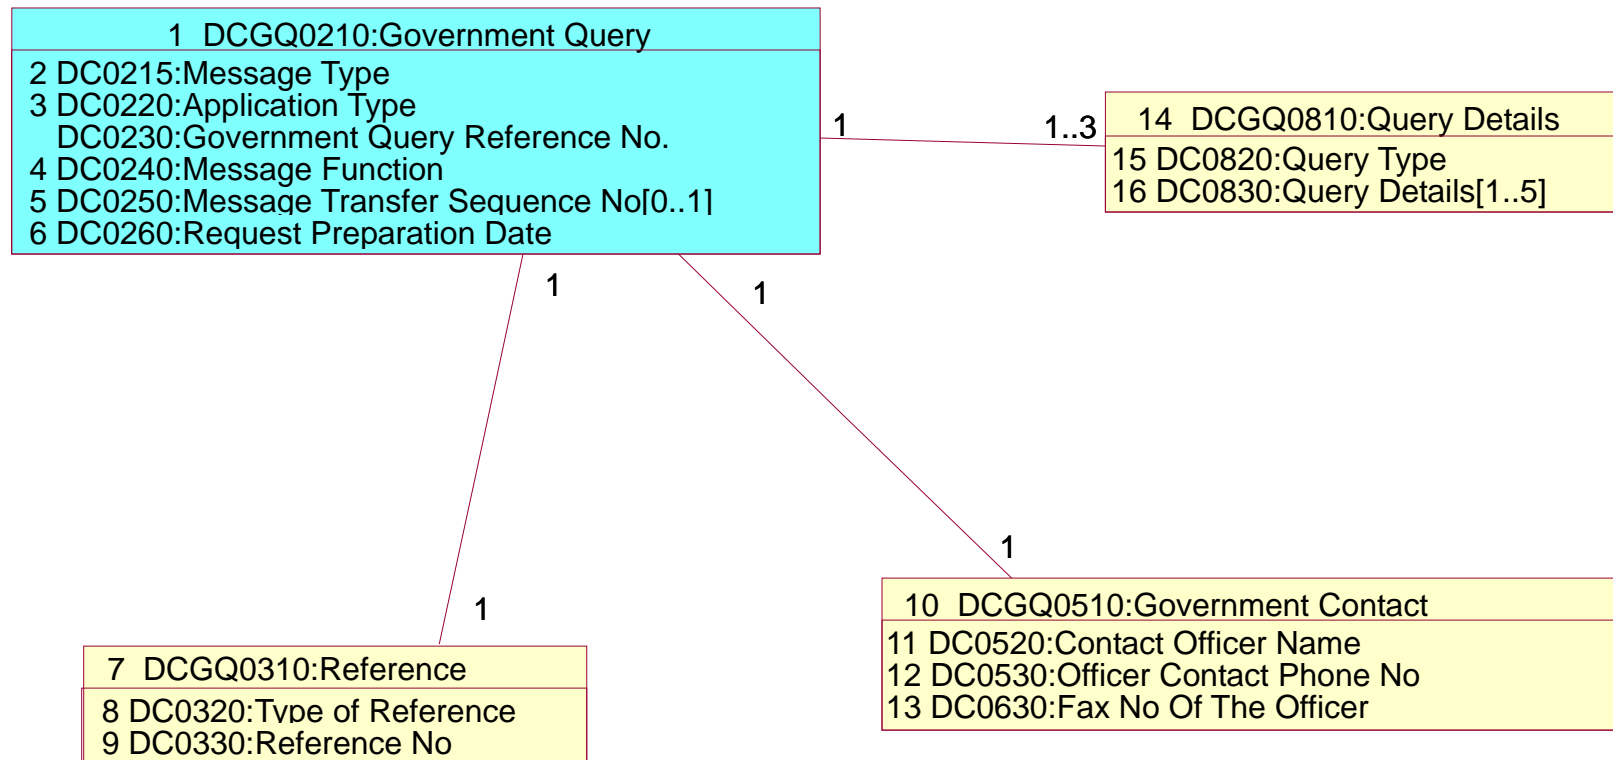 1 DCGQ0210:Government Query
2 DC0215:Message Type
3 DC0220:Application Type
DC0230:Government Query Reference No.
4 DC0240:Message Function
5 DC0250:Message Transfer Sequence No[0..1]
6 DC0260:Request Preparation Date
1
1..3
14 DCGQ0810:Query Details
15 DC0820:Query Type
16 DC0830:Query Details[1..5]
1
1
1
1
7 DCGQ0310:Reference
8 DC0320:Type of Reference
9 DC0330:Reference No
10 DCGQ0510:Government Contact
11 DC0520:Contact Officer Name
12 DC0530:Officer Contact Phone No
13 DC0630:Fax No Of The Officer